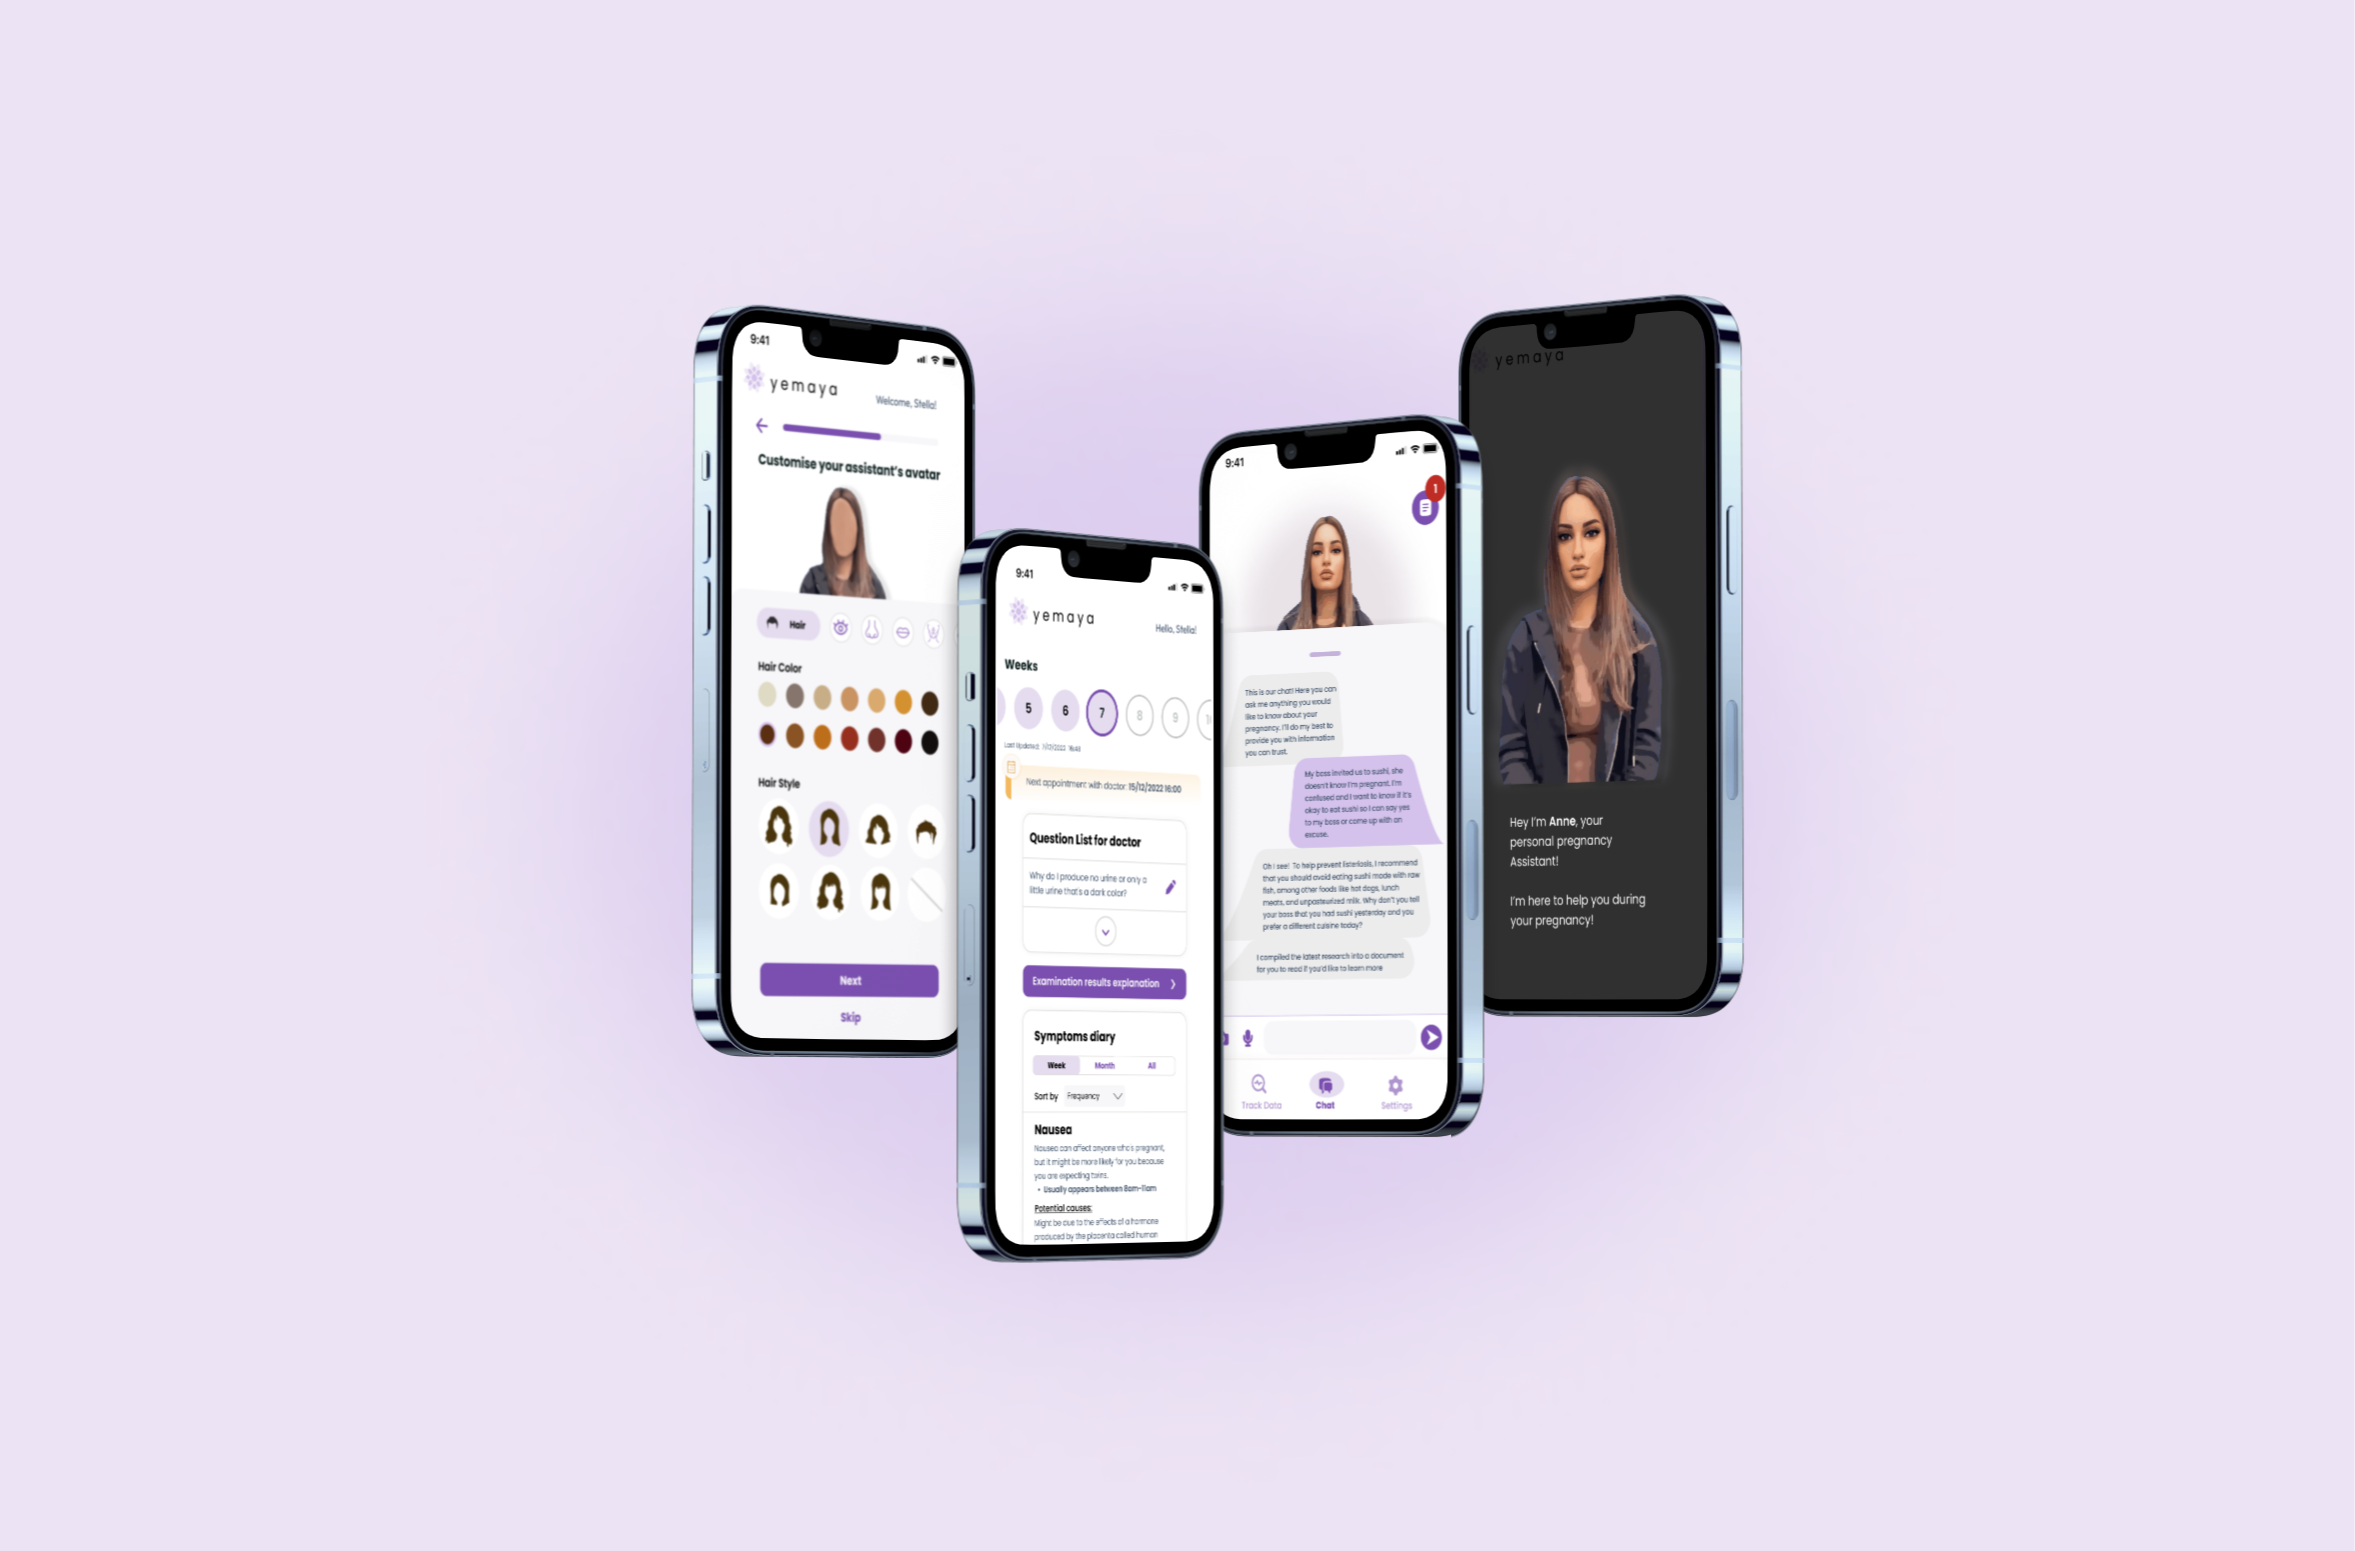 9:41
yemaya
Welcome, Stella!
Customise your assistant's avatar
Hair
Hair Color
Hair Style
Next
Skip
9:41
yemaya
Hello, Stella!
Weeks
5 6 7 8 9
Last Updated:
Next appointment with doctor: 15/12/2022 16:00
Question List for doctor
Why do I produce no urine or only a
little urine that's a dark color?
Examination results explanation
Symptoms diary
Week Month All
Sort by Frequency
Nausea
Nausea can affect anyone who's pregnant,
but it might be more likely for you because
you are expecting twins.
• Usually appears between 8am-11am
Potential causes:
Might be due to the effects of a hormone
produced by the placenta called human
9:41
1
This is our chat! Here you can
ask me anything you would
like to know about your
pregnancy. I'll do my best to
provide you with information
you can trust.
My boss invited us to sushi, she
doesn't know I'm pregnant. I'm
confused and I want to know if it's
okay to eat sushi so I can say yes
to my boss or come up with an
excuse.
Oh I see! To help prevent listeriosis, I recommend
that you should avoid eating sushi made with raw
fish, among other foods like hot dogs, lunch
meats, and unpasteurized milk. Why don't you tell
your boss that you had sushi yesterday and you
prefer a different cuisine today?
I compiled the latest research into a document
for you to read if you'd like to learn more
Track Data Chat Settings
yemaya
Hey I'm Anne, your
personal pregnancy
Assistant!
I'm here to help you during
your pregnancy!